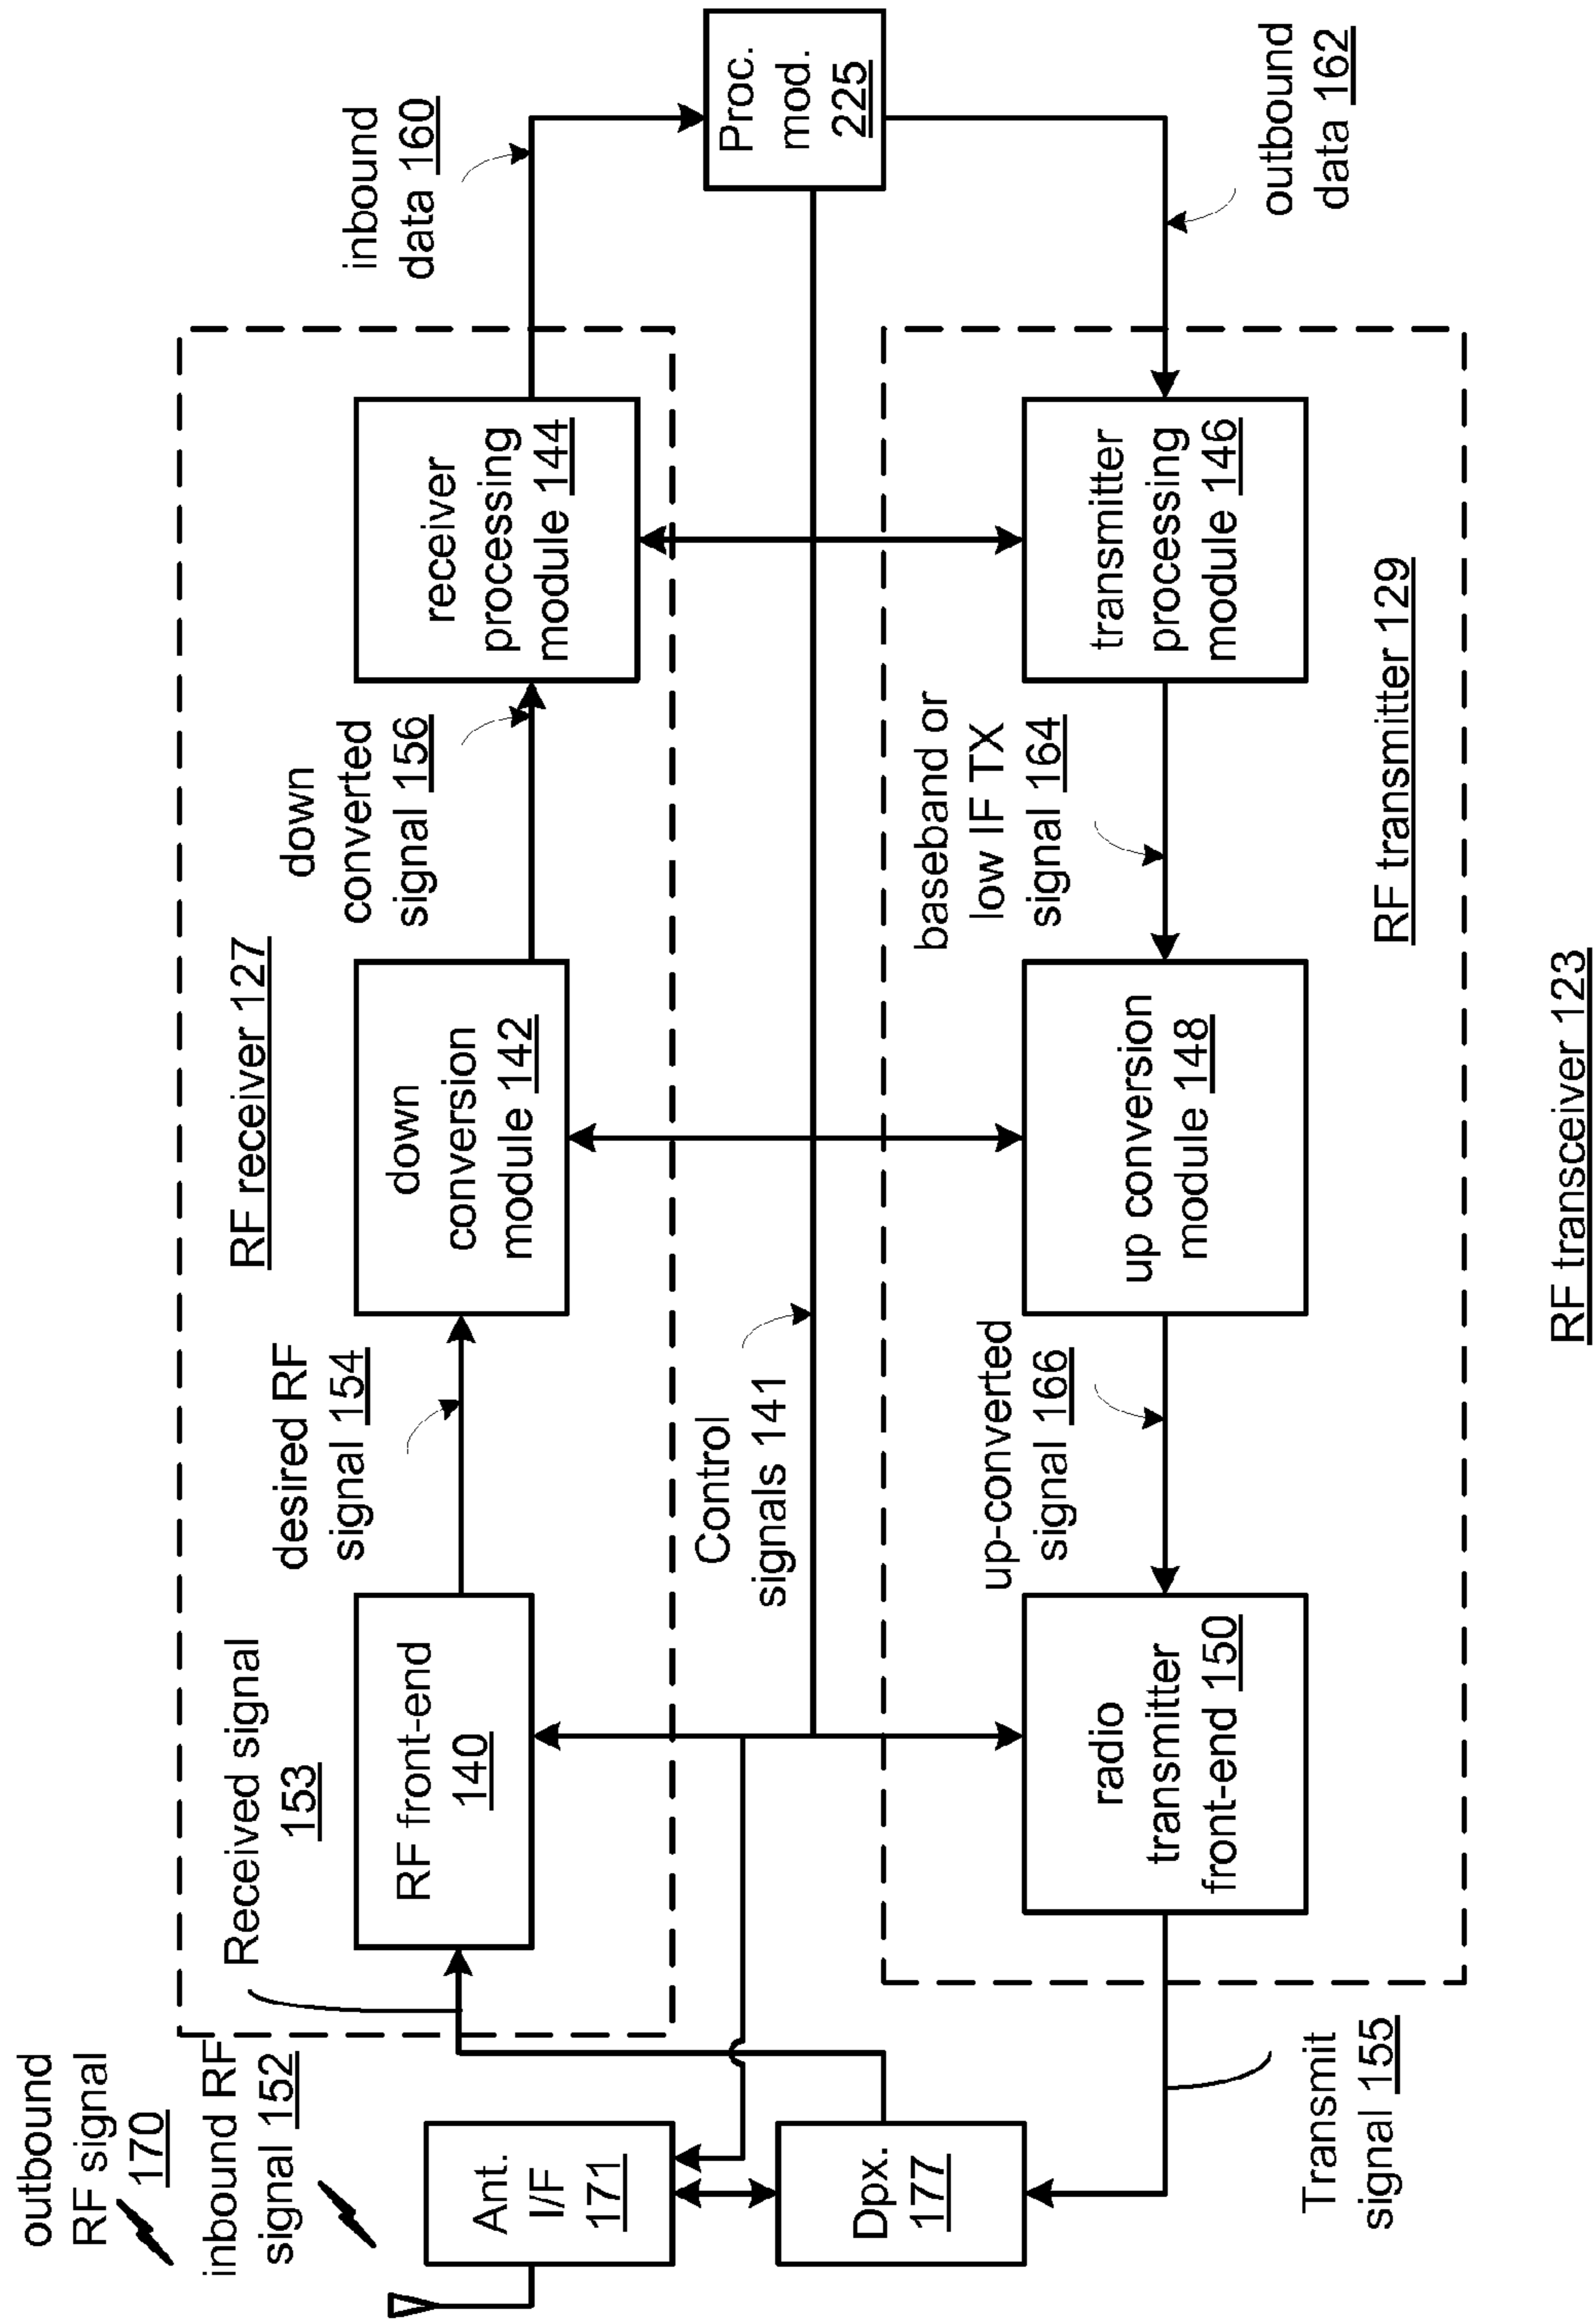 outbound
RF signal
170
inbound RF
signal 152
Received signal
153
desired RF
signal 154
RF receiver 127
down
converted
signal 156
inbound
data 160
RF front-end
140
down
conversion
module 142
receiver
processing
module 144
Ant.
I/F
171
Control
signals 141
Proc.
mod.
225
Dpx.
177
up-converted
signal 166
baseband or
low IF TX
signal 164
radio
transmitter
front-end 150
up conversion
module 148
transmitter
processing
module 146
outbound
data 162
Transmit
signal 155
RF transmitter 129
RF transceiver 123